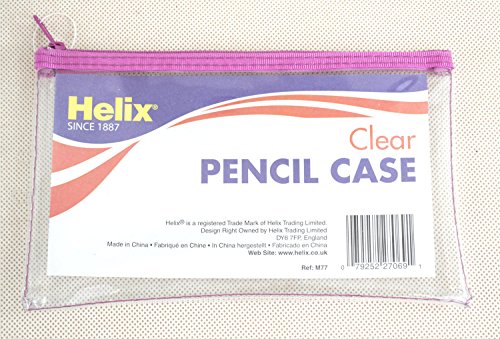 Helix®
SINCE 1887
Clear
PENCIL CASE
Helix® is a registered Trade Mark of Helix Trading Limited.
Design Right Owned by Helix Trading Limited
DY6 7FP, England
Made in China • Fabriqué en Chine • In China hergestellt • Fabricado en China
Web Site: www.helix.co.uk
Ref: M77
0 79252 27069 1